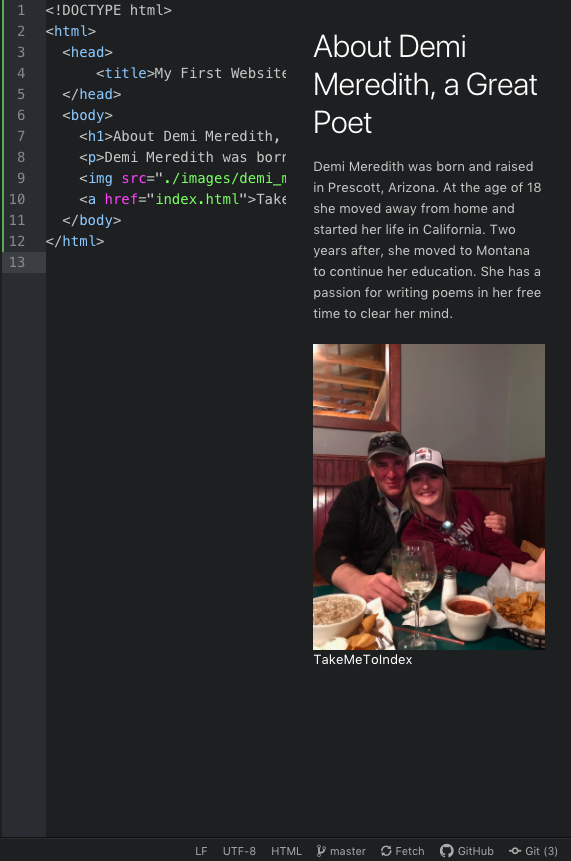 1 <!DOCTYPE html>
2 <html>
3 <head>
4 <title>My First Website
5 </head>
6 <body>
7 <h1>About Demi Meredith,
8 <p>Demi Meredith was born
9 <img src="./images/demi_m
10 <a href="index.html">Take
11 </body>
12 </html>
13
About Demi
Meredith, a Great
Poet
Demi Meredith was born and raised
in Prescott, Arizona. At the age of 18
she moved away from home and
started her life in California. Two
years after, she moved to Montana
to continue her education. She has a
passion for writing poems in her free
time to clear her mind.
TakeMeToIndex
LF UTF-8 HTML master Fetch GitHub Git (3)